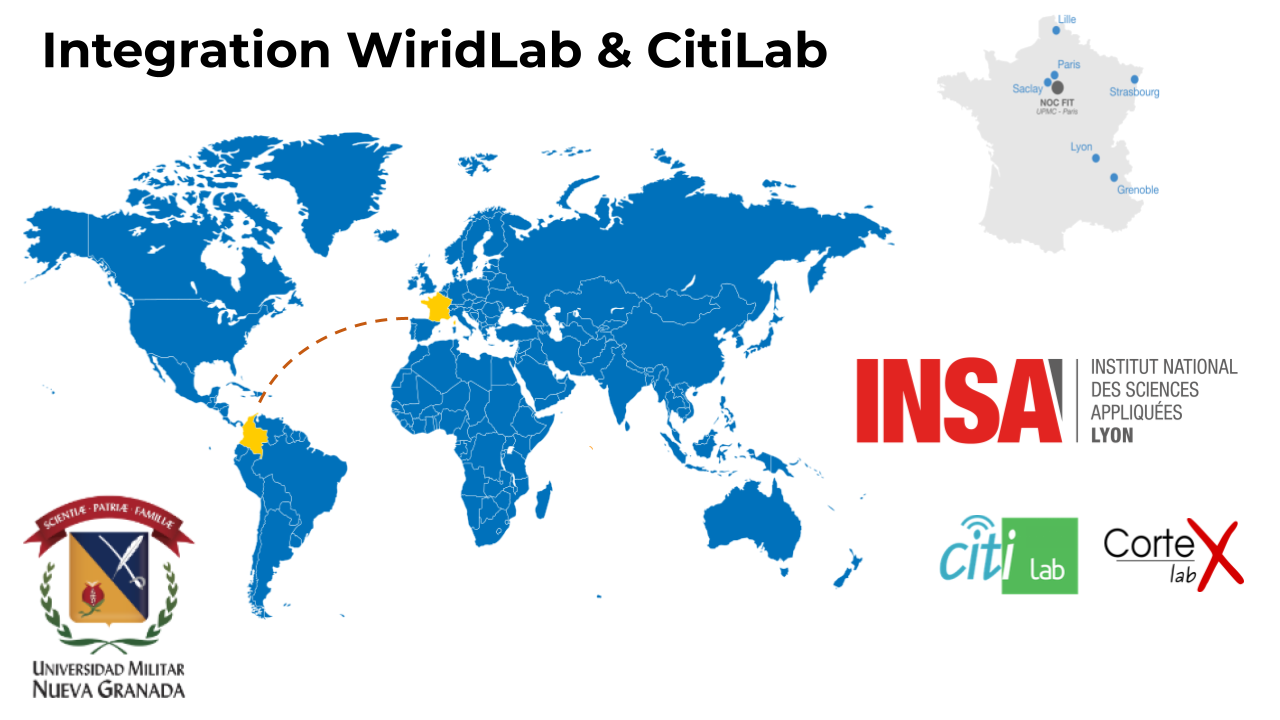 Integration WiridLab & CitiLab
Lille
Paris
Saclay
Strasbourg
NOC FIT
UPMC - Paris
Lyon
Grenoble
INSA
INSTITUT NATIONAL
DES SCIENCES
APPLIQUÉES
LYON
SCIENTIÆ · PATRIÆ · FAMILIÆ
UNIVERSIDAD MILITAR
NUEVA GRANADA
citi Lab
CorteX
lab